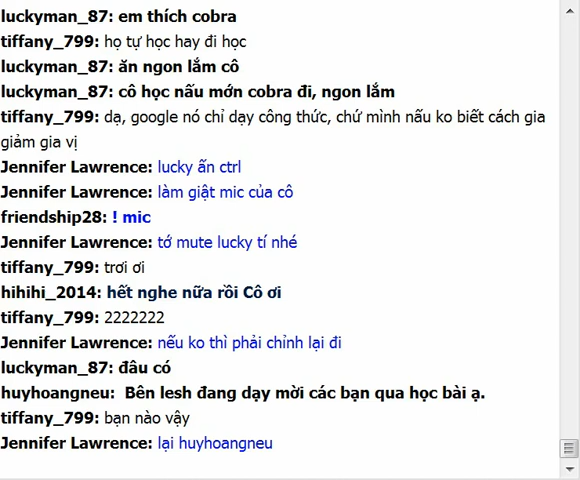 luckyman_87: em thích cobra
tiffany_799: họ tự học hay đi học
luckyman_87: ăn ngon lắm cô
luckyman_87: cô học nấu mớn cobra đi, ngon lắm
tiffany_799: dạ, google nó chỉ dạy công thức, chứ mình nấu ko biết cách gia
giảm gia vị
Jennifer Lawrence: lucky ấn ctrl
Jennifer Lawrence: làm giật mic của cô
friendship28: ! mic
Jennifer Lawrence: tớ mute lucky tí nhé
tiffany_799: trơi ơi
hihihi_2014: hết nghe nữa rồi Cô ơi
tiffany_799: 2222222
Jennifer Lawrence: nếu ko thì phải chỉnh lại đi
luckyman_87: đâu có
huyhoangneu:  Bên lesh đang dạy mời các bạn qua học bài ạ.
tiffany_799: bạn nào vậy
Jennifer Lawrence: lại huyhoangneu